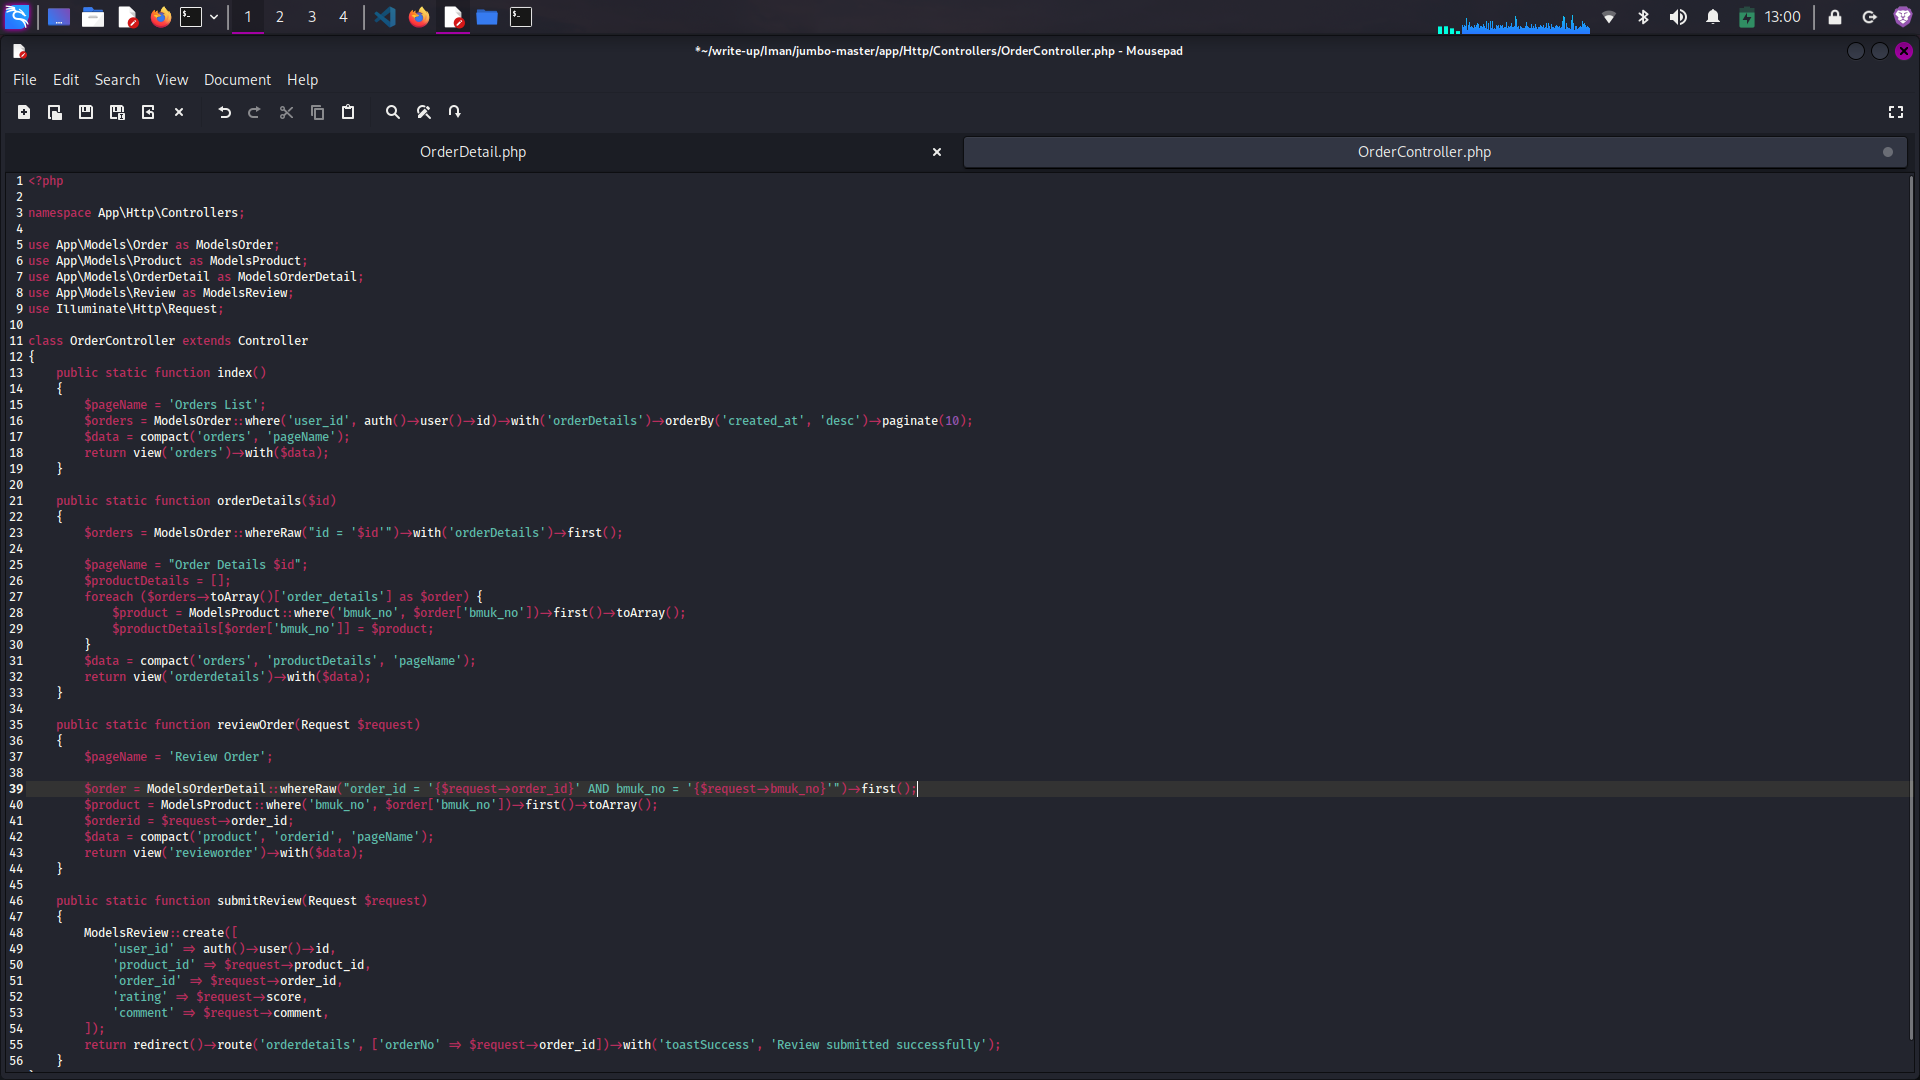 1 2 3 4 13:00
*~/write-up/Iman/jumbo-master/app/Http/Controllers/OrderController.php - Mousepad
File Edit Search View Document Help
OrderDetail.php OrderController.php
1 <?php
2
3 namespace App\Http\Controllers;
4
5 use App\Models\Order as ModelsOrder;
6 use App\Models\Product as ModelsProduct;
7 use App\Models\OrderDetail as ModelsOrderDetail;
8 use App\Models\Review as ModelsReview;
9 use Illuminate\Http\Request;
10
11 class OrderController extends Controller
12 {
13     public static function index()
14     {
15         $pageName = 'Orders List';
16         $orders = ModelsOrder::where('user_id', auth()->user()->id)->with('orderDetails')->orderBy('created_at', 'desc')->paginate(10);
17         $data = compact('orders', 'pageName');
18         return view('orders')->with($data);
19     }
20
21     public static function orderDetails($id)
22     {
23         $orders = ModelsOrder::whereRaw("id = '$id'")->with('orderDetails')->first();
24
25         $pageName = "Order Details $id";
26         $productDetails = [];
27         foreach ($orders->toArray()['order_details'] as $order) {
28             $product = ModelsProduct::where('bmuk_no', $order['bmuk_no'])->first()->toArray();
29             $productDetails[$order['bmuk_no']] = $product;
30         }
31         $data = compact('orders', 'productDetails', 'pageName');
32         return view('orderdetails')->with($data);
33     }
34
35     public static function reviewOrder(Request $request)
36     {
37         $pageName = 'Review Order';
38
39         $order = ModelsOrderDetail::whereRaw("order_id = '{$request->order_id}' AND bmuk_no = '{$request->bmuk_no}'")->first();
40         $product = ModelsProduct::where('bmuk_no', $order['bmuk_no'])->first()->toArray();
41         $orderid = $request->order_id;
42         $data = compact('product', 'orderid', 'pageName');
43         return view('revieworder')->with($data);
44     }
45
46     public static function submitReview(Request $request)
47     {
48         ModelsReview::create([
49             'user_id' => auth()->user()->id,
50             'product_id' => $request->product_id,
51             'order_id' => $request->order_id,
52             'rating' => $request->score,
53             'comment' => $request->comment,
54         ]);
55         return redirect()->route('orderdetails', ['orderNo' => $request->order_id])->with('toastSuccess', 'Review submitted successfully');
56     }